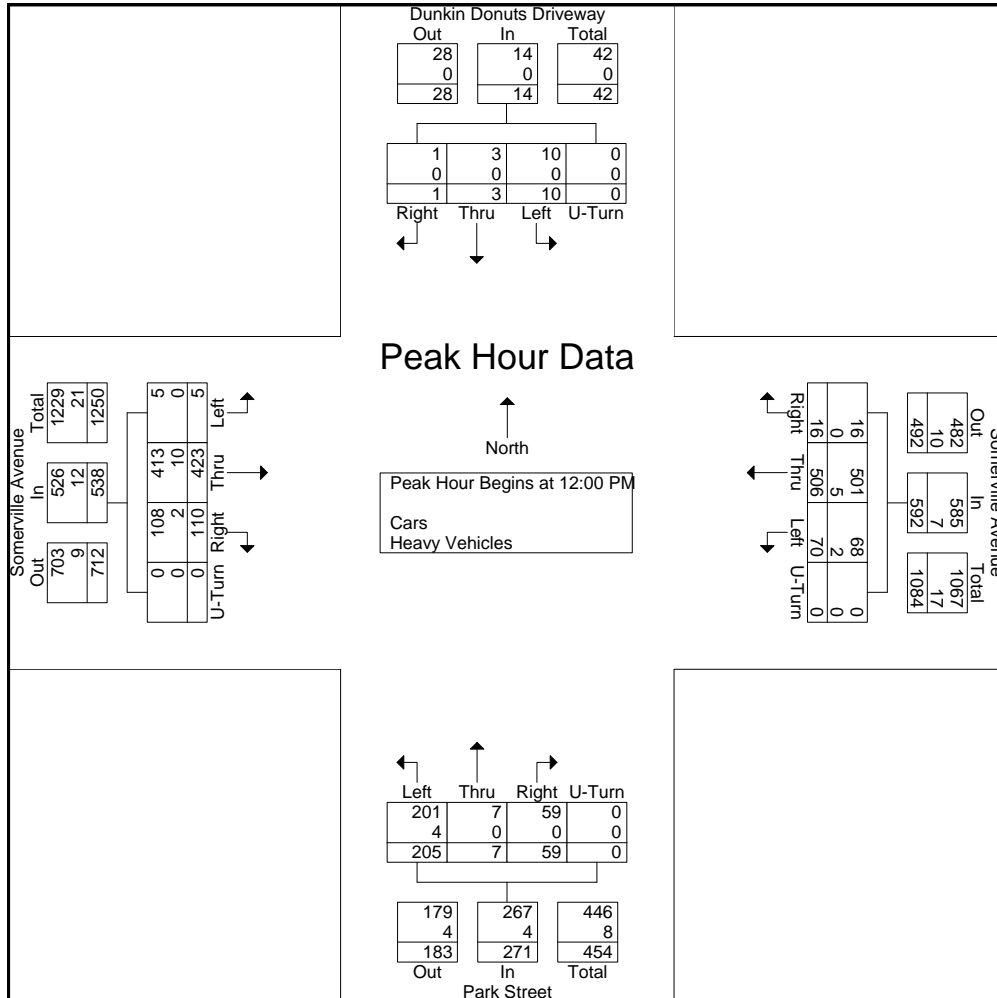 Dunkin Donuts Driveway
Out In Total
28 14 42
0 0 0
28 14 42
1 3 10 0
0 0 0 0
1 3 10 0
Right Thru Left U-Turn
Peak Hour Data
North
Peak Hour Begins at 12:00 PM
Cars
Heavy Vehicles
Somerville Avenue
Out In Total
703 526 1229
9 12 21
712 538 1250
0 108 413 5
0 2 10 0
0 110 423 5
U-Turn Right Thru Left
Somerville Avenue
Out In Total
482 585 1067
10 7 17
492 592 1084
16 501 68 0
0 5 2 0
16 506 70 0
Right Thru Left U-Turn
Left Thru Right U-Turn
201 7 59 0
4 0 0 0
205 7 59 0
179 267 446
4 4 8
183 271 454
Out In Total
Park Street